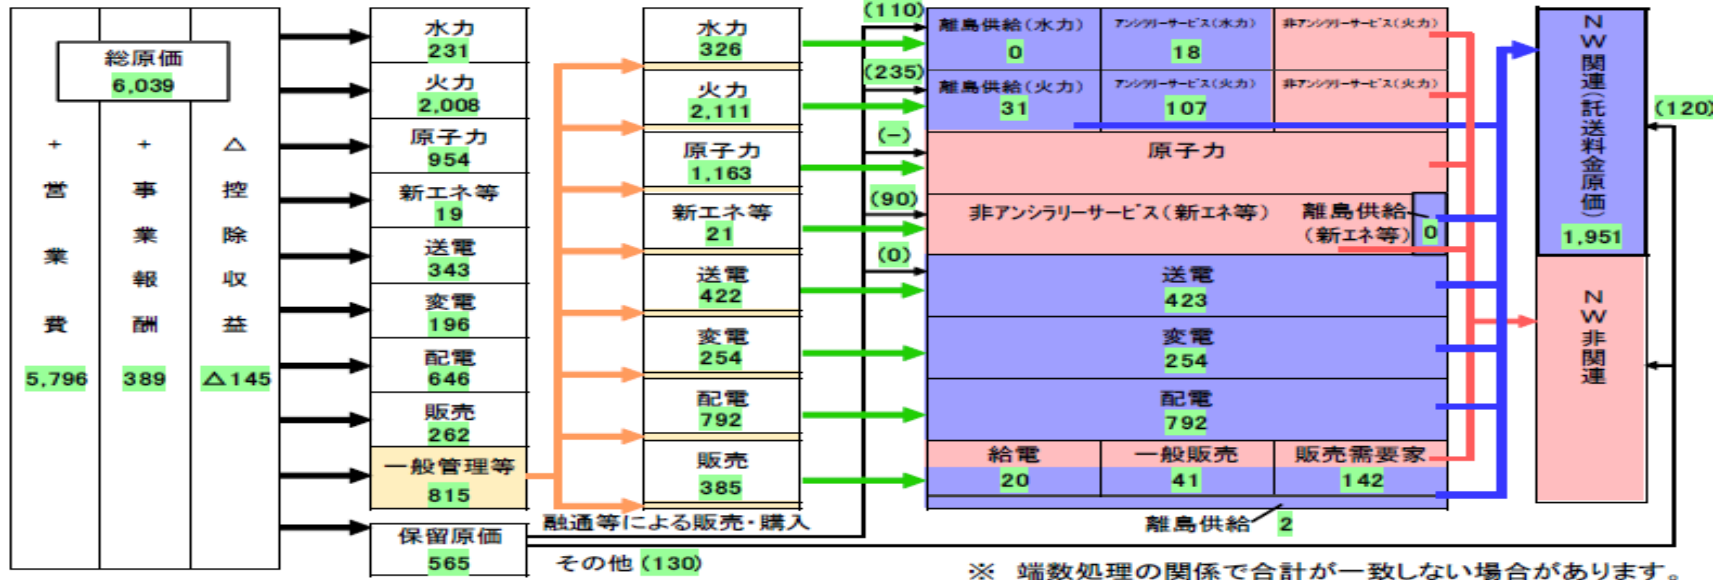 総原価
6,039
+
営業費
5,796
+
事業報酬
389
△
控除収益
△145
水力
231
火力
2,008
原子力
954
新エネ等
19
送電
343
変電
196
配電
646
販売
262
一般管理等
815
保留原価
565
水力
326
火力
2,111
原子力
1,163
新エネ等
21
送電
422
変電
254
配電
792
販売
385
融通等による販売・購入
その他 (130)
(110)
(235)
(-)
(90)
(0)
離島供給(水力)
0
アンシラリーサービス(水力)
18
非アンシラリーサービス(火力)
離島供給(火力)
31
アンシラリーサービス(火力)
107
非アンシラリーサービス(火力)
原子力
非アンシラリーサービス(新エネ等)
離島供給
(新エネ等)
0
送電
423
変電
254
配電
792
給電
20
一般販売
41
販売需要家
142
離島供給
2
NW関連(託送料金原価)
1,951
NW非関連
(120)
※ 端数処理の関係で合計が一致しない場合があります。